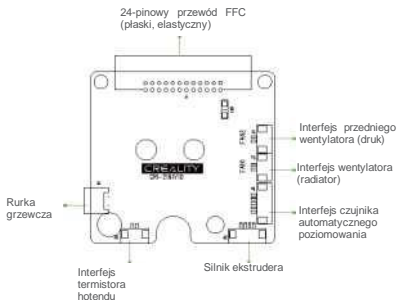 24-pinowy przewód FFC
(płaski, elastyczny)
CREALITY
Interfejs przedniego
wentylatora (druk)
Interfejs wentylatora
(radiator)
Rurka
grzewcza
Interfejs czujnika
automatycznego
poziomowania
Interfejs
termistora
hotendu
Silnik ekstrudera